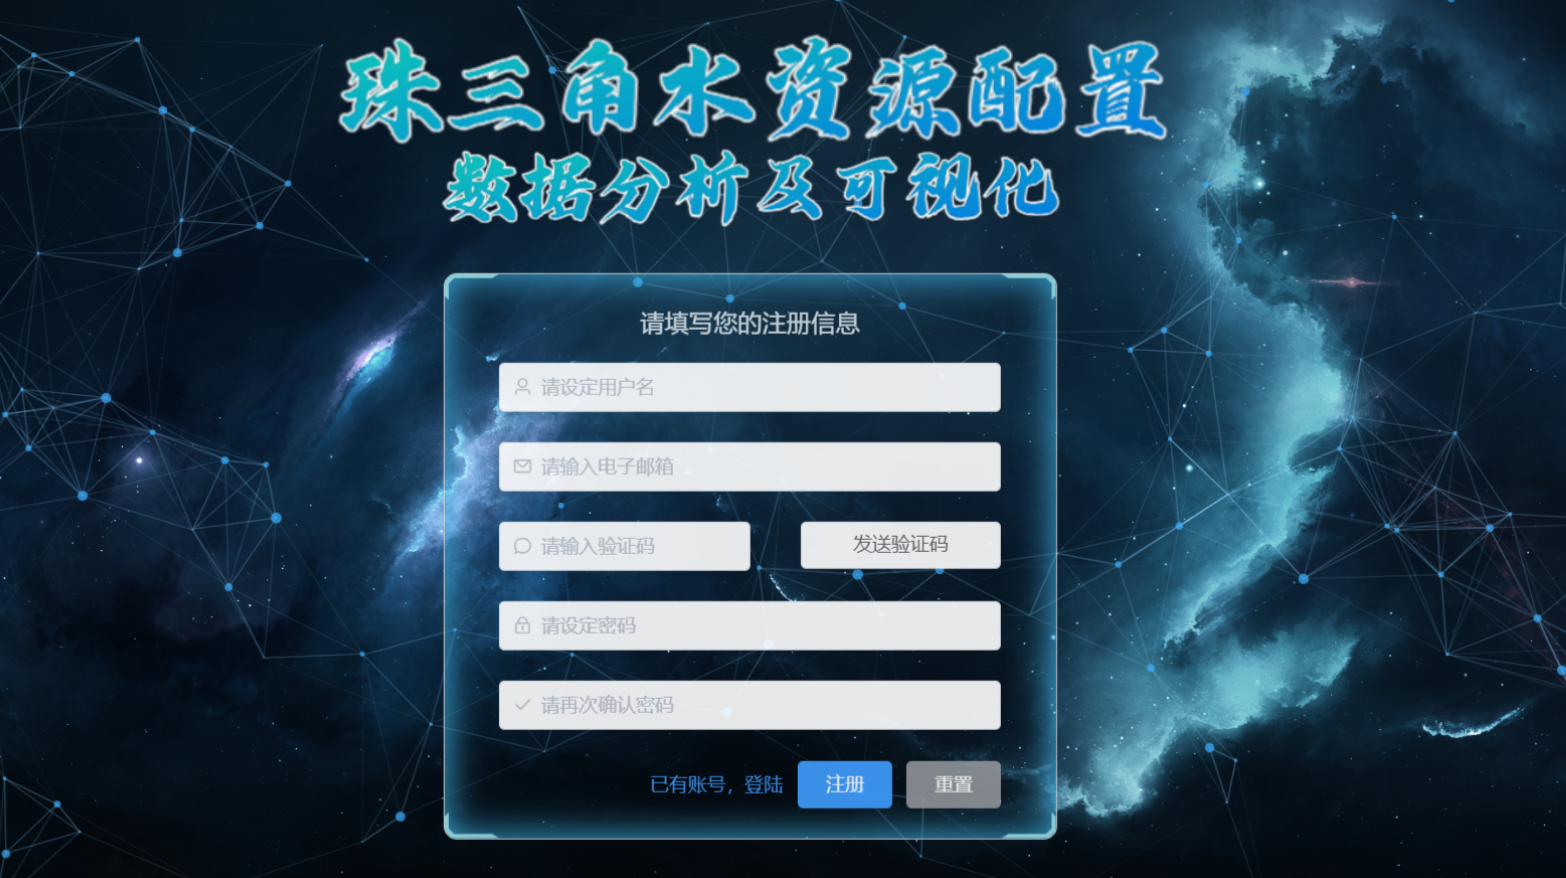 珠三角水资源配置
数据分析及可视化
请填写您的注册信息
请设定用户名
请输入电子邮箱
请输入验证码 发送验证码
请设定密码
请再次确认密码
已有账号，登陆 注册 重置